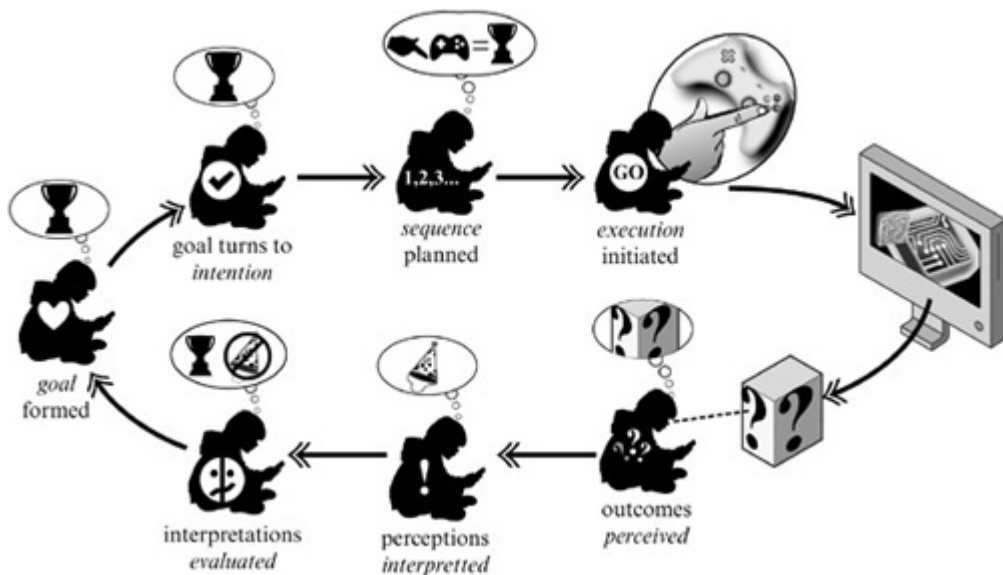 =
1,2,3...
GO
goal turns to
intention
sequence
planned
execution
initiated
goal
formed
? ?
? ?
???
!
interpretations
evaluated
perceptions
interpretted
outcomes
perceived